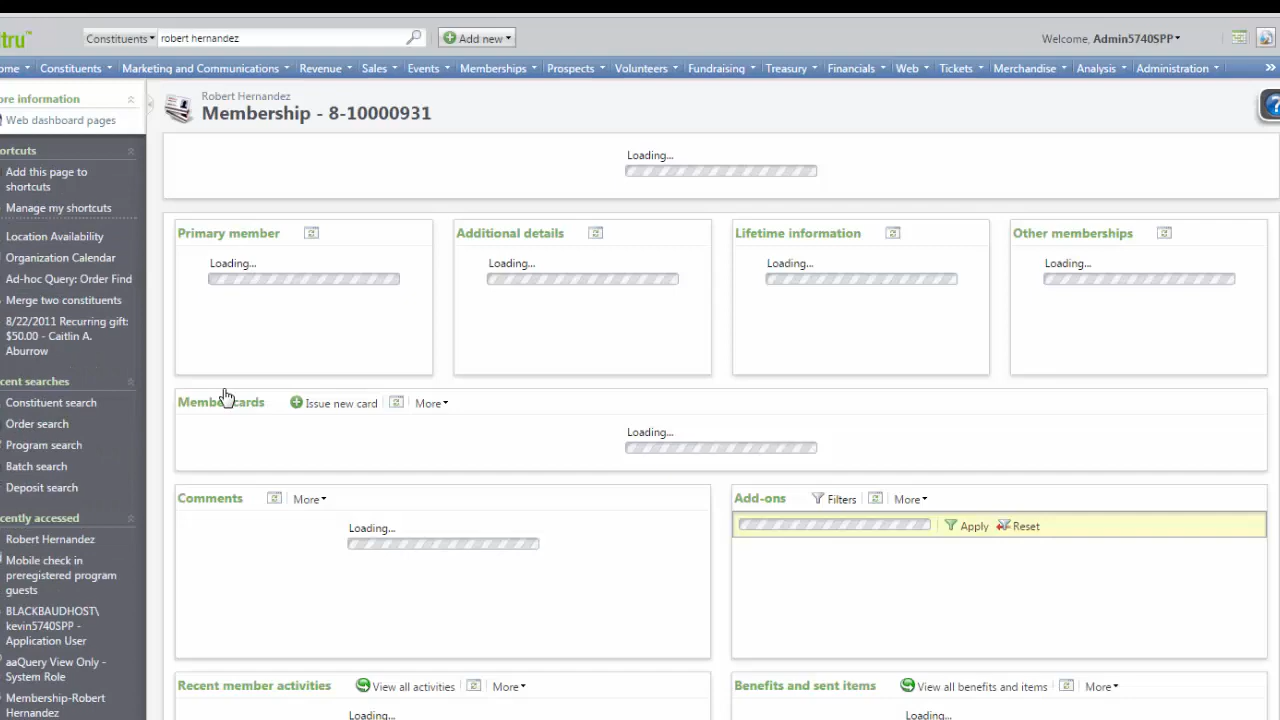 tru
Constituents
robert hernandez
Add new
Welcome, Admin5740SPP
ome
Constituents
Marketing and Communications
Revenue
Sales
Events
Memberships
Prospects
Volunteers
Fundraising
Treasury
Financials
Web
Tickets
Merchandise
Analysis
Administration
»
ore information
Web dashboard pages
ortcuts
Add this page to
shortcuts
Manage my shortcuts
Location Availability
Organization Calendar
Ad-hoc Query: Order Find
Merge two constituents
8/22/2011 Recurring gift:
$50.00 - Caitlin A.
Aburrow
cent searches
Constituent search
Order search
Program search
Batch search
Deposit search
cently accessed
Robert Hernandez
Mobile check in
preregistered program
guests
BLACKBAUDHOST\
kevin5740SPP -
Application User
aaQuery View Only -
System Role
Membership-Robert
Hernandez
Robert Hernandez
Membership - 8-10000931
?
Loading...
Primary member
Loading...
Additional details
Loading...
Lifetime information
Loading...
Other memberships
Loading...
Member cards
Issue new card
More
Loading...
Comments
More
Loading...
Add-ons
Filters
More
Apply
Reset
Recent member activities
View all activities
More
Loading...
Benefits and sent items
View all benefits and items
More
Loading...